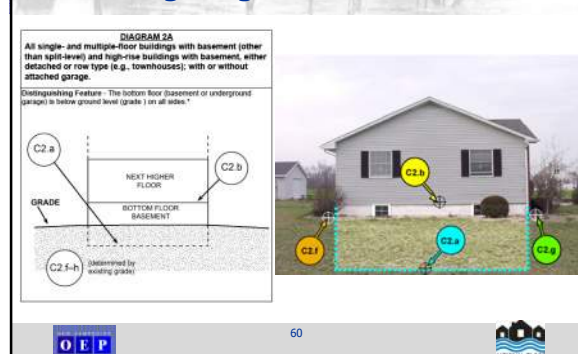 DIAGRAM 2A
All single- and multiple-floor buildings with basement (other
than split-level) and high-rise buildings with basement, either
detached or row type (e.g., townhouses); with or without
attached garage.
Distinguishing Feature - The bottom floor (basement or underground
garage) is below ground level (grade) on all sides.*
C2.a
C2.b
NEXT HIGHER
FLOOR
GRADE
BOTTOM FLOOR
BASEMENT
C2.f-h
(determined by
existing grade)
C2.b
C2.f
C2.a
C2.g
60
NEW HAMPSHIRE
O E P